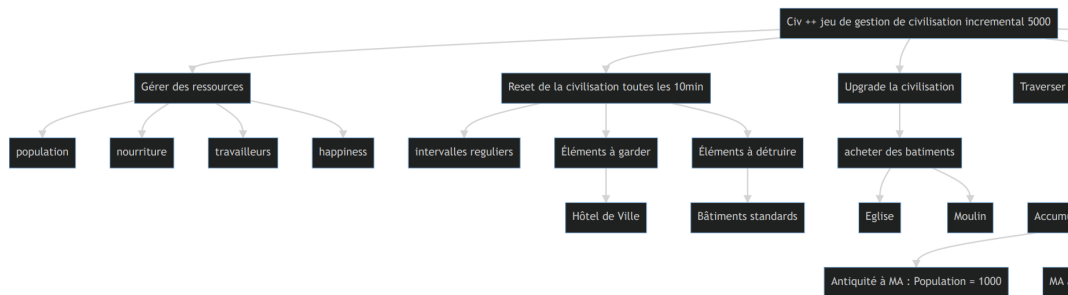 Civ ++ jeu de gestion de civilisation incremental 5000
Gérer des ressources
Reset de la civilisation toutes les 10min
Upgrade la civilisation
Traverser
population
nourriture
travailleurs
happiness
intervalles reguliers
Éléments à garder
Éléments à détruire
acheter des batiments
Hôtel de Ville
Bâtiments standards
Eglise
Moulin
Antiquité à MA : Population = 1000
MA